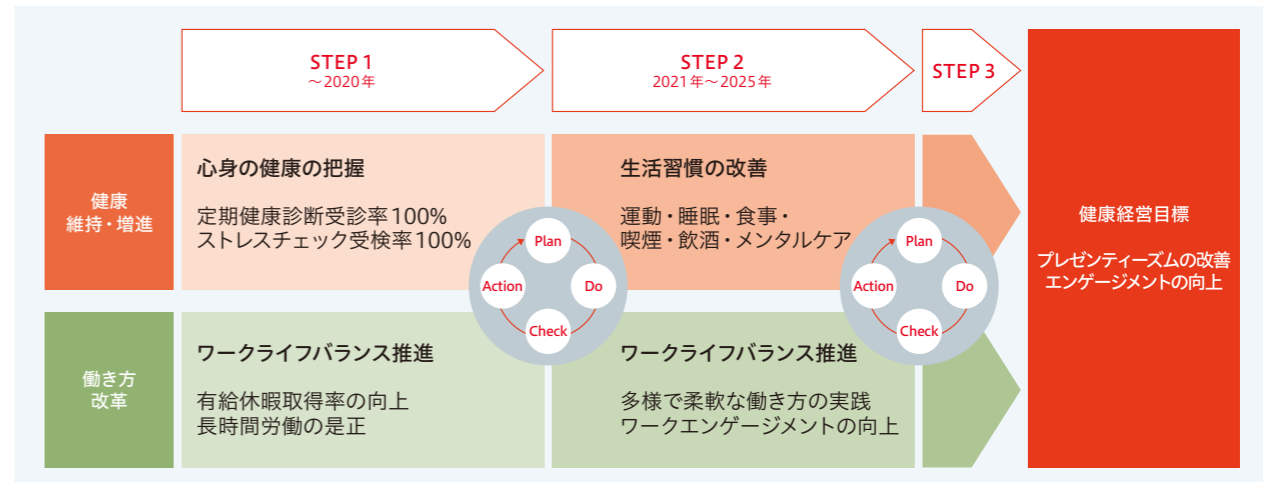 STEP 1
～2020年
STEP 2
2021年～2025年
STEP 3
健康
維持・増進
心身の健康の把握
定期健康診断受診率100%
ストレスチェック受検率100%
生活習慣の改善
運動・睡眠・食事・
喫煙・飲酒・メンタルケア
Plan
Do
Check
Action
Plan
Do
Check
Action
働き方
改革
ワークライフバランス推進
有給休暇取得率の向上
長時間労働の是正
ワークライフバランス推進
多様で柔軟な働き方の実践
ワークエンゲージメントの向上
健康経営目標
プレゼンティーズムの改善
エンゲージメントの向上